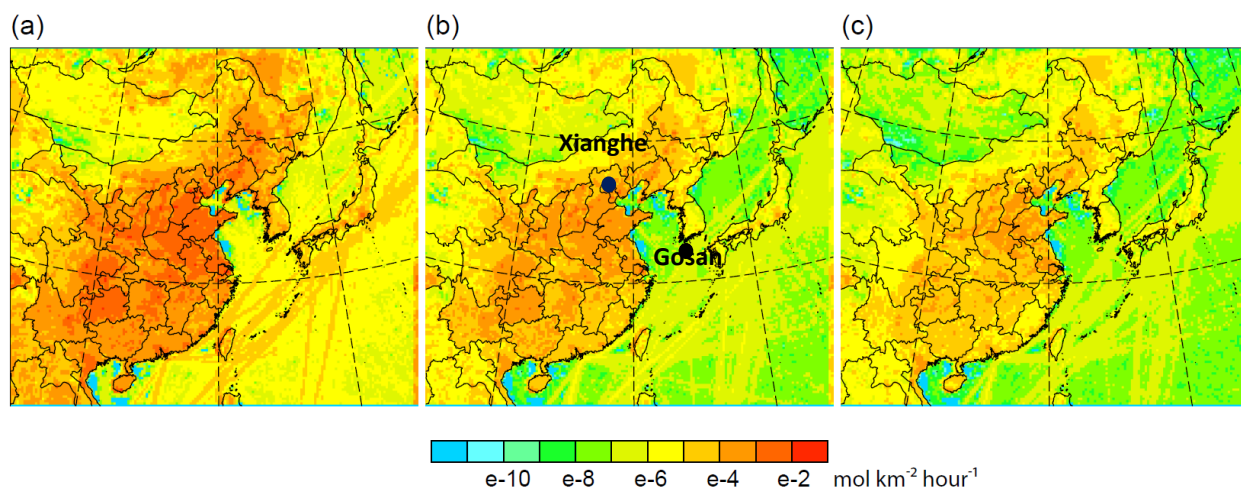 (a) (b) (c)
Xianghe
Gosan
e-10 e-8 e-6 e-4 e-2 mol km⁻² hour⁻¹